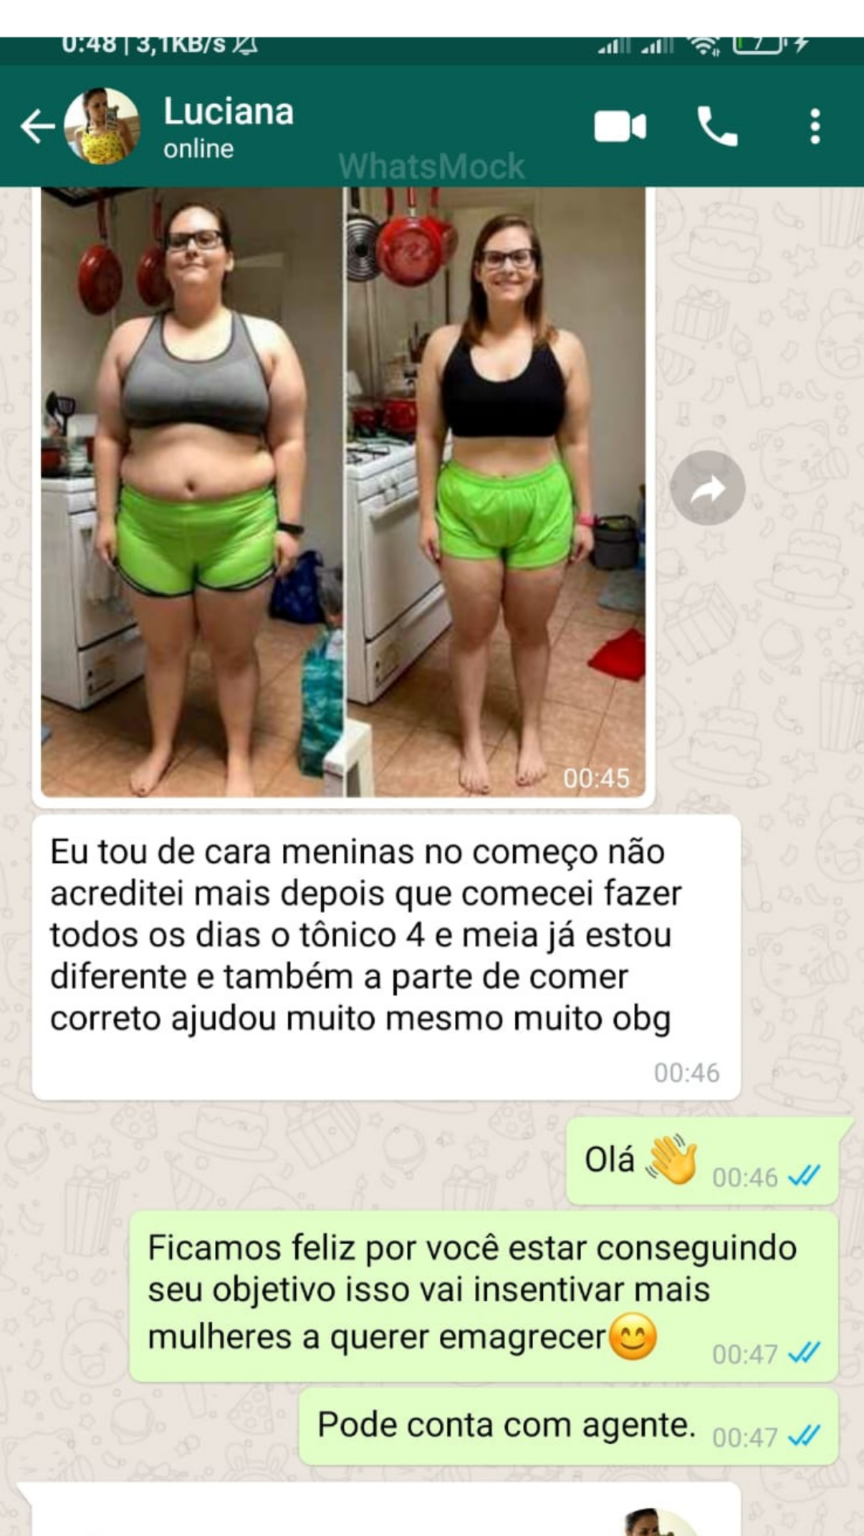 0:48 | 3,1KB/s
7
Luciana
online
WhatsMock
00:45
Eu tou de cara meninas no começo não
acreditei mais depois que comecei fazer
todos os dias o tônico 4 e meia já estou
diferente e também a parte de comer
correto ajudou muito mesmo muito obg
00:46
Olá 👋 00:46
Ficamos feliz por você estar conseguindo
seu objetivo isso vai insentivar mais
mulheres a querer emagrecer😊 00:47
Pode conta com agente. 00:47